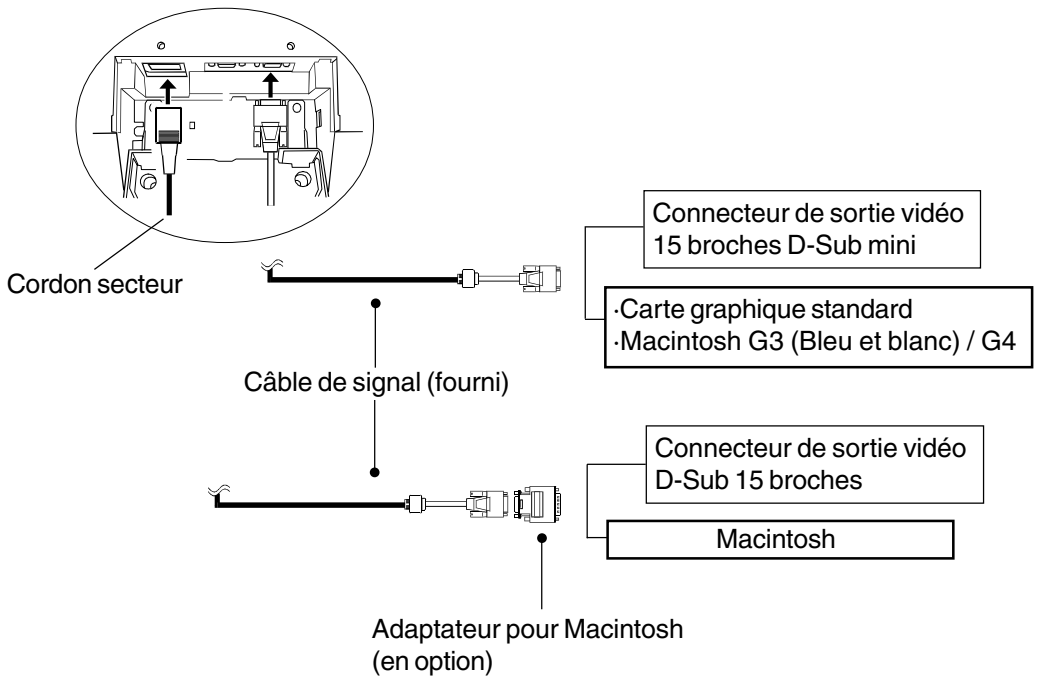 Cordon secteur
Connecteur de sortie vidéo
15 broches D-Sub mini
·Carte graphique standard
·Macintosh G3 (Bleu et blanc) / G4
Câble de signal (fourni)
Connecteur de sortie vidéo
D-Sub 15 broches
Macintosh
Adaptateur pour Macintosh
(en option)